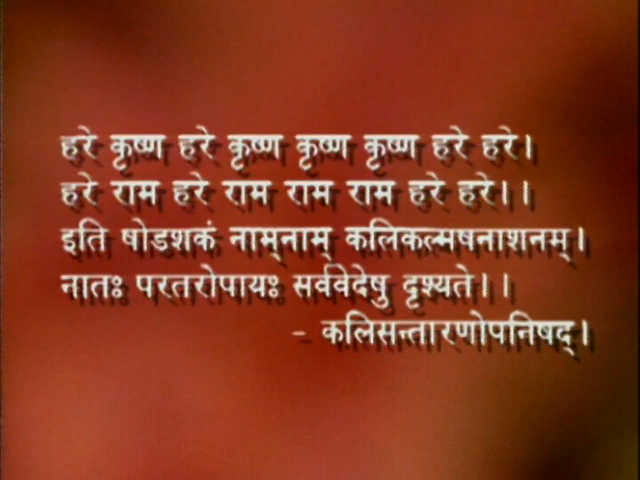 हरे कृष्ण हरे कृष्ण कृष्ण कृष्ण हरे हरे।
हरे राम हरे राम राम राम हरे हरे।।
इति षोडशकं नाम्नाम् कलिकल्मषनाशनम्।
नातः परतरोपायः सर्ववेदेषु दृश्यते।।
- कलिसन्तारणोपनिषद्।